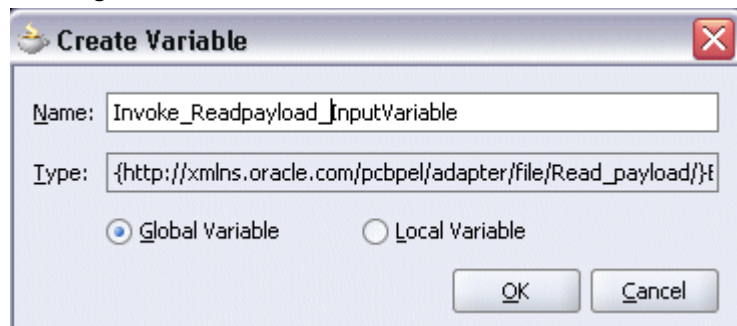 Create Variable
Name: Invoke_Readpayload_InputVariable
Type: {http://xmlns.oracle.com/pcbpel/adapter/file/Read_payload/}
Global Variable Local Variable
OK Cancel